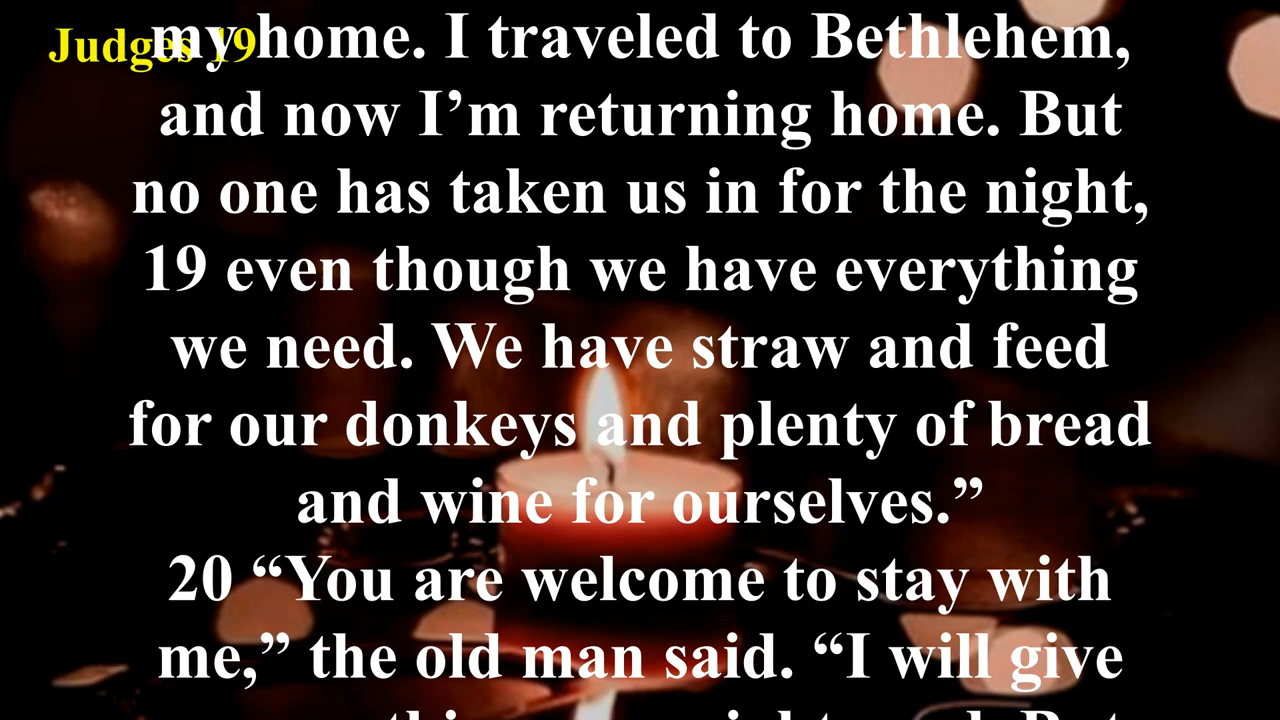 Judges 19
my home. I traveled to Bethlehem,
and now I’m returning home. But
no one has taken us in for the night,
19 even though we have everything
we need. We have straw and feed
for our donkeys and plenty of bread
and wine for ourselves.”
20 “You are welcome to stay with
me,” the old man said. “I will give